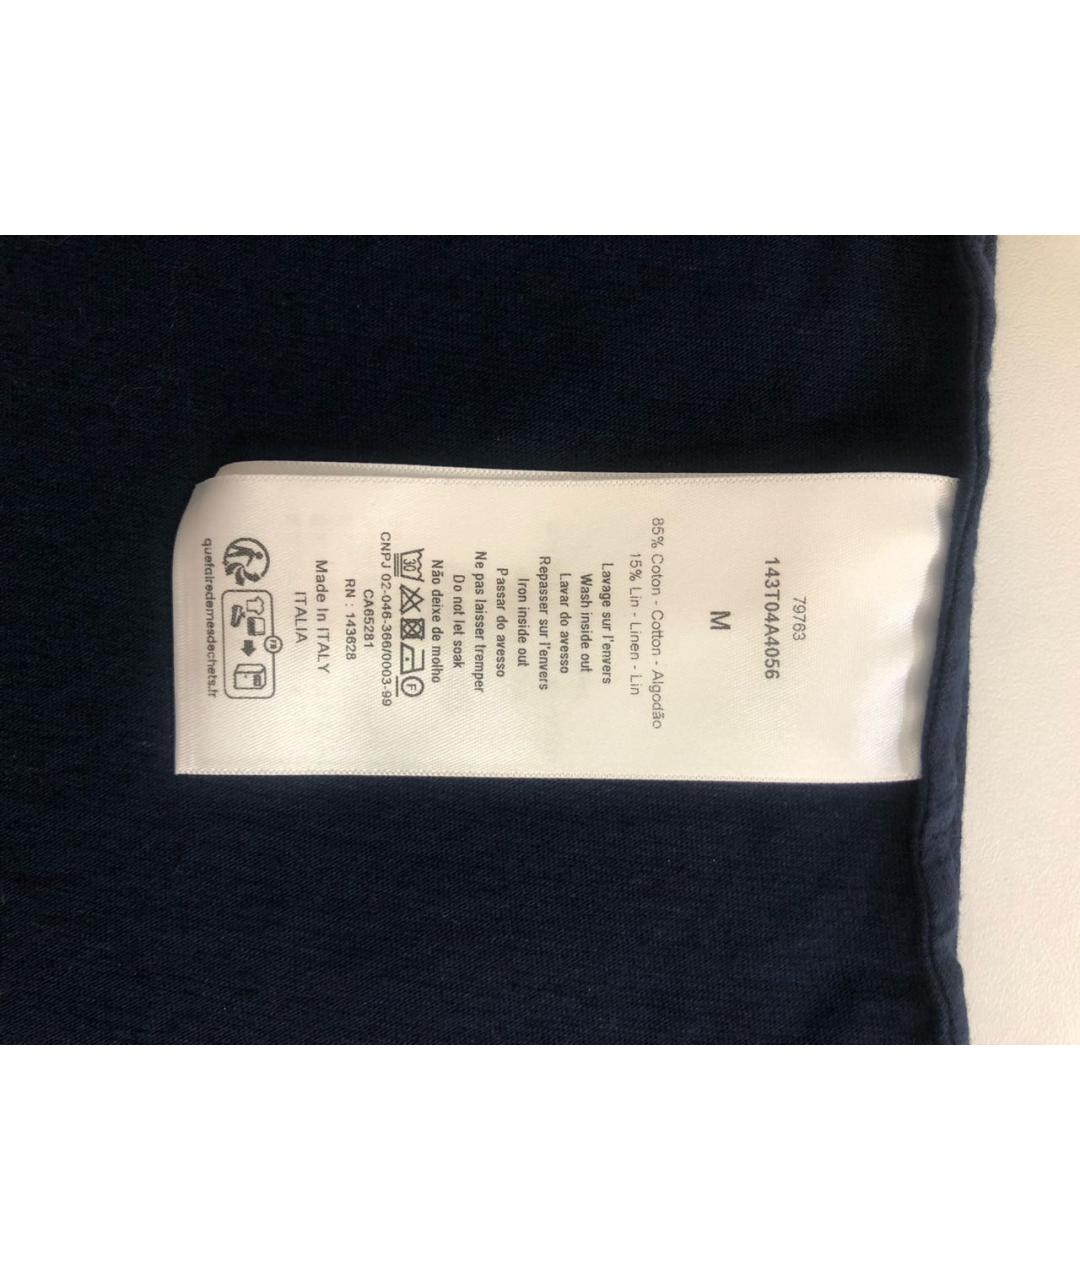 79763
143T04A4056
M
85% Coton - Cotton - Algodão
15% Lin - Linen - Lin
Lavage sur l'envers
Wash inside out
Lavar do avesso
Repasser sur l'envers
Iron inside out
Passar do avesso
Ne pas laisser tremper
Do not let soak
Não deixe de molho
30 F
CNPJ 02-046-366/0003-99
CA65281
RN : 143628
Made In ITALY
ITALIA
FR
quefairedemesdechets.fr